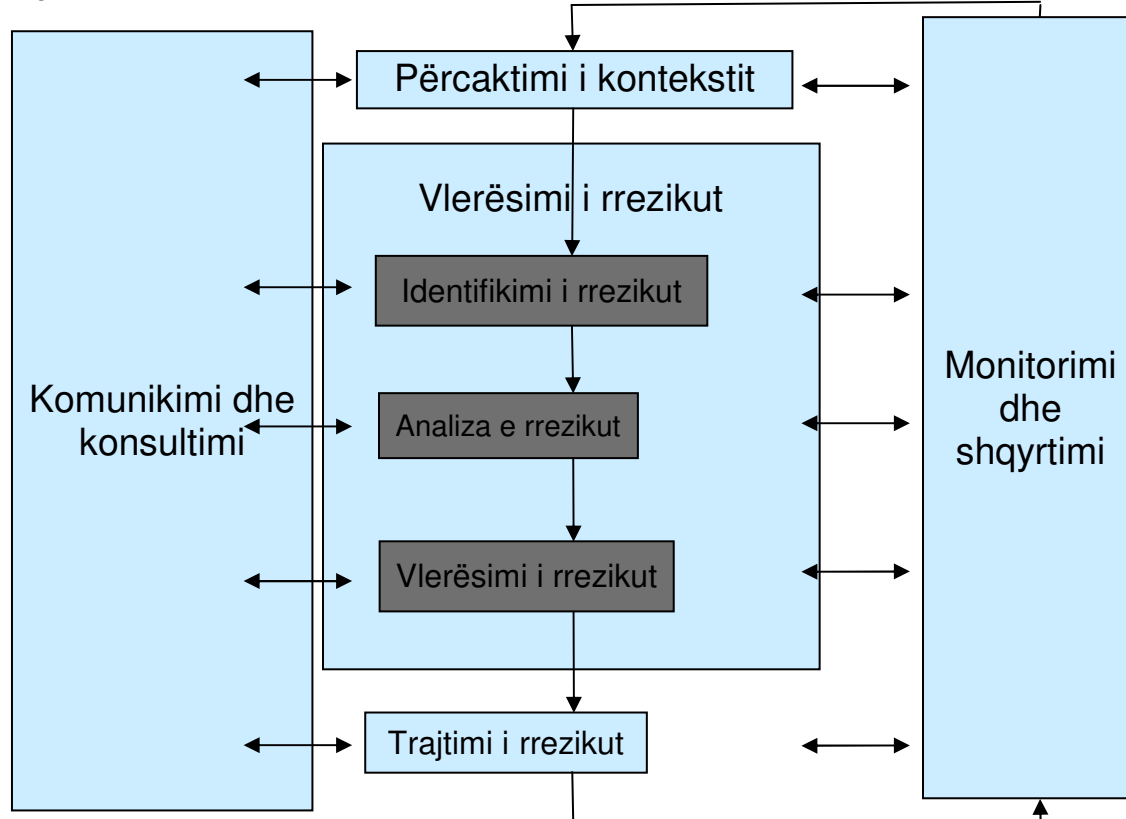 Përcaktimi i kontekstit
Vlerësimi i rrezikut
Identifikimi i rrezikut
Komunikimi dhe
konsultimi
Analiza e rrezikut
Monitorimi
dhe
shqyrtimi
Vlerësimi i rrezikut
Trajtimi i rrezikut